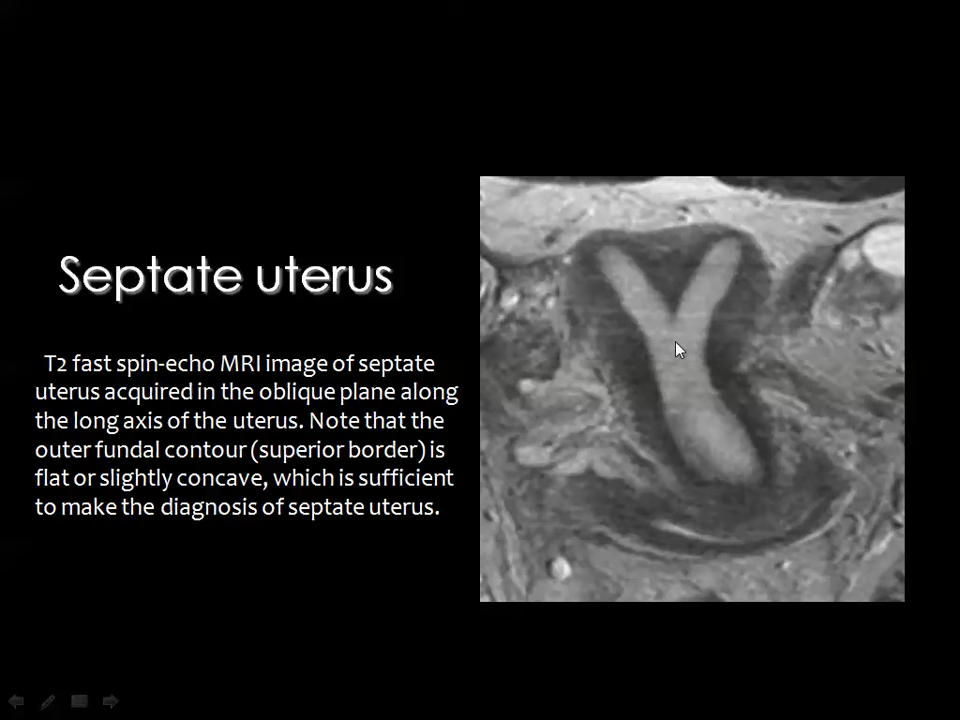 Septate uterus
T2 fast spin-echo MRI image of septate
uterus acquired in the oblique plane along
the long axis of the uterus. Note that the
outer fundal contour (superior border) is
flat or slightly concave, which is sufficient
to make the diagnosis of septate uterus.